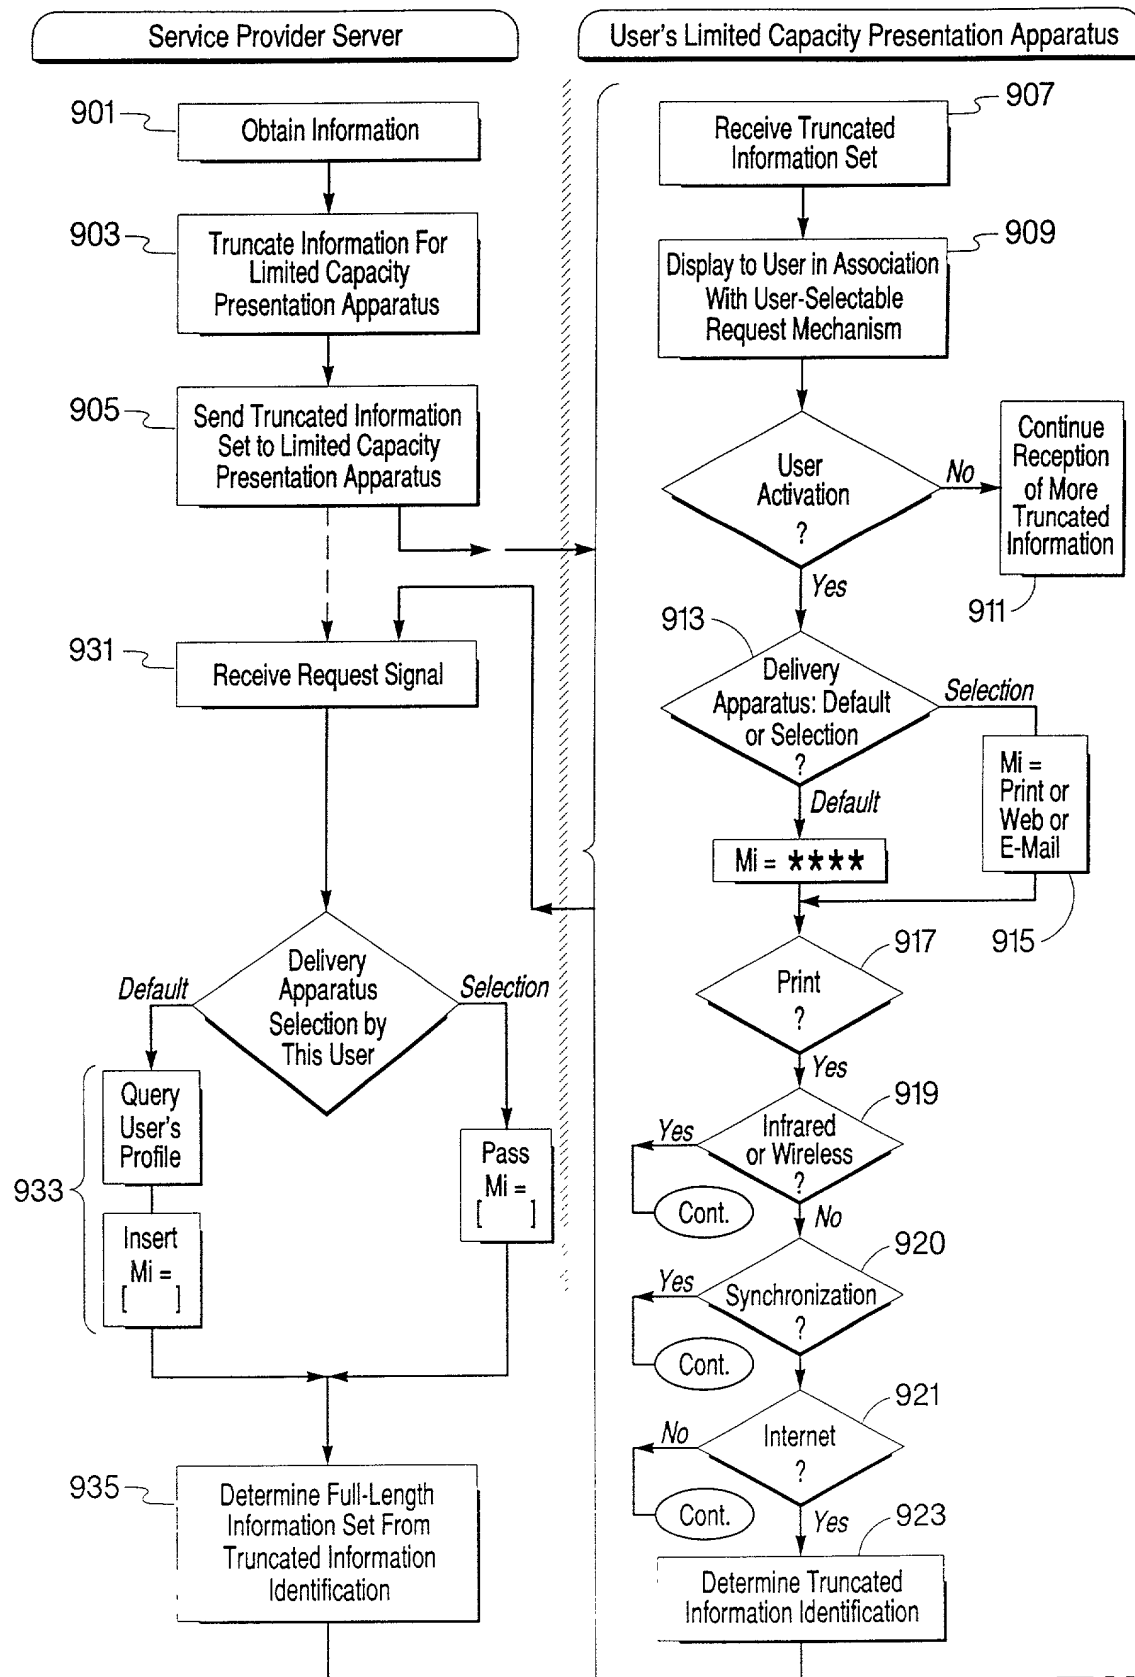 Service Provider Server
901
Obtain Information
903
Truncate Information For
Limited Capacity
Presentation Apparatus
905
Send Truncated Information
Set to Limited Capacity
Presentation Apparatus
931
Receive Request Signal
Delivery
Apparatus
Selection by
This User
Default
Selection
933
Query
User's
Profile
Insert
Mi =
[ ]
Pass
Mi =
[ ]
935
Determine Full-Length
Information Set From
Truncated Information
Identification
User's Limited Capacity Presentation Apparatus
907
Receive Truncated
Information Set
909
Display to User in Association
With User-Selectable
Request Mechanism
User
Activation
?
No
Continue
Reception
of More
Truncated
Information
911
Yes
913
Delivery
Apparatus: Default
or Selection
?
Selection
Mi =
Print or
Web or
E-Mail
915
Default
Mi = ****
917
Print
?
Yes
919
Infrared
or Wireless
?
Yes
Cont.
No
920
Synchronization
?
Yes
Cont.
921
Internet
?
No
Cont.
Yes
923
Determine Truncated
Information Identification